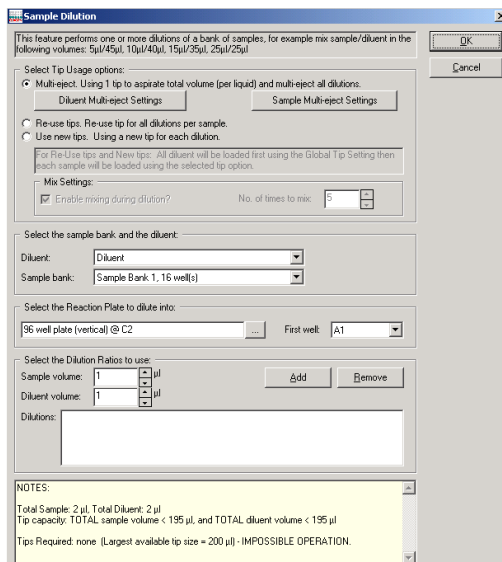 Sample Dilution
This feature performs one or more dilutions of a bank of samples, for example mix sample/diluent in the
following volumes: 5µl/45µl, 10µl/40µl, 15µl/35µl, 25µl/25µl
OK
Cancel
Select Tip Usage options:
Multi-eject. Using 1 tip to aspirate total volume (per liquid) and multi-eject all dilutions.
Diluent Multi-eject Settings
Sample Multi-eject Settings
Re-use tips. Re-use tip for all dilutions per sample.
Use new tips. Using a new tip for each dilution.
For Re-Use tips and New tips: All diluent will be loaded first using the Global Tip Setting then
each sample will be loaded using the selected tip option.
Mix Settings:
Enable mixing during dilution? No. of times to mix: 5
Select the sample bank and the diluent:
Diluent: Diluent
Sample bank: Sample Bank 1, 16 well(s)
Select the Reaction Plate to dilute into:
96 well plate (vertical) @ C2 ... First well: A1
Select the Dilution Ratios to use:
Sample volume: 1 µl Add Remove
Diluent volume: 1 µl
Dilutions:
NOTES:
Total Sample: 2 µl, Total Diluent: 2 µl
Tip capacity: TOTAL sample volume < 195 µl, and TOTAL diluent volume < 195 µl
Tips Required: none (Largest available tip size = 200 µl) - IMPOSSIBLE OPERATION.